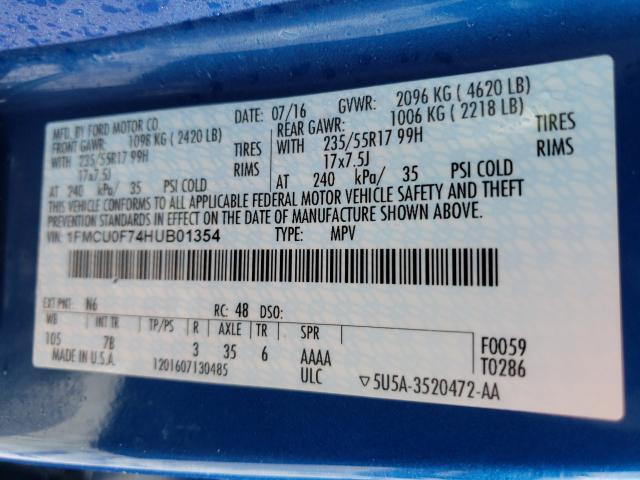 MFD. BY FORD MOTOR CO.
DATE: 07/16 GVWR: 2096 KG ( 4620 LB)
FRONT GAWR: 1098 KG ( 2420 LB)
REAR GAWR: 1006 KG ( 2218 LB)
WITH 235/55R17 99H TIRES
WITH 235/55R17 99H TIRES
17x7.5J RIMS
17x7.5J RIMS
AT 240 kPa/ 35 PSI COLD
AT 240 kPa/ 35 PSI COLD
THIS VEHICLE CONFORMS TO ALL APPLICABLE FEDERAL MOTOR VEHICLE SAFETY AND THEFT
PREVENTION STANDARDS IN EFFECT ON THE DATE OF MANUFACTURE SHOWN ABOVE.
VIN: 1FMCU0F74HUB01354 TYPE: MPV
EXT PNT: N6 RC: 48 DSO:
WB INT TR TP/PS R AXLE TR SPR
105 7B 3 35 6 AAAA
F0059
T0286
MADE IN U.S.A. 1201607130485 ULC ▽5U5A-3520472-AA